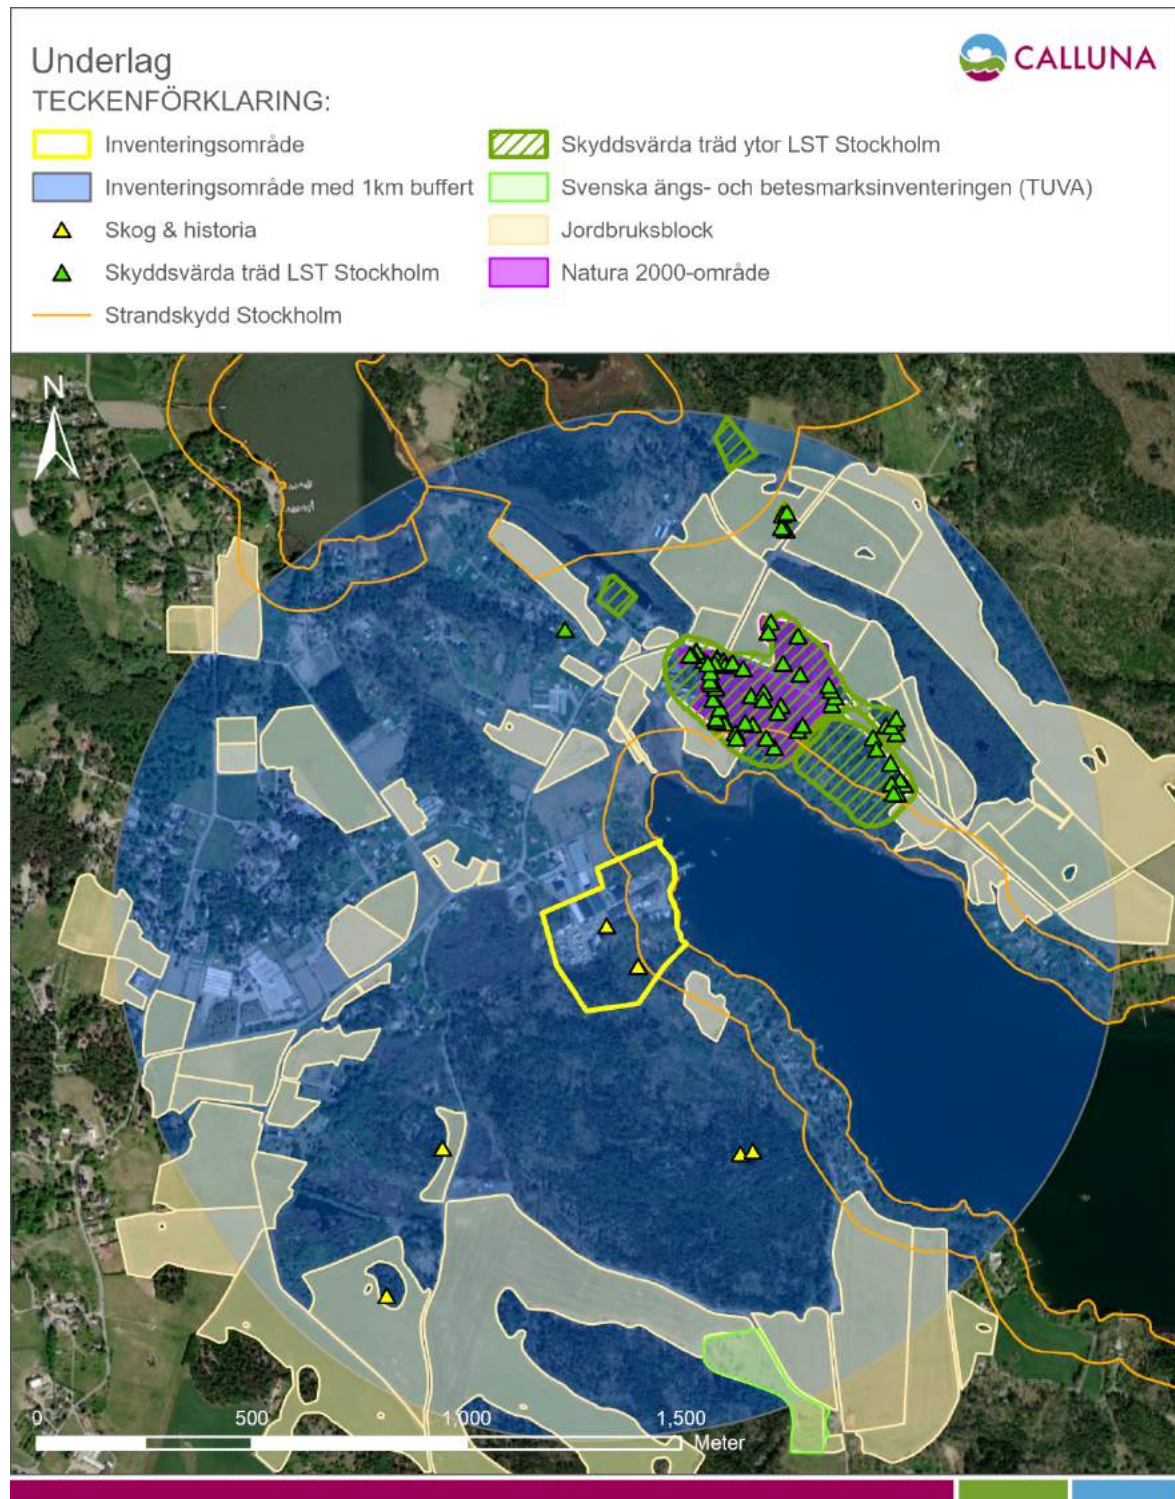 Underlag
CALLUNA
TECKENFÖRKLARING:
Inventeringsområde
Inventeringsområde med 1km buffert
Skog & historia
Skyddsvärda träd LST Stockholm
Strandskydd Stockholm
Skyddsvärda träd ytor LST Stockholm
Svenska ängs- och betesmarksinventeringen (TUVA)
Jordbruksblock
Natura 2000-område
N
0 500 1,000 1,500
Meter